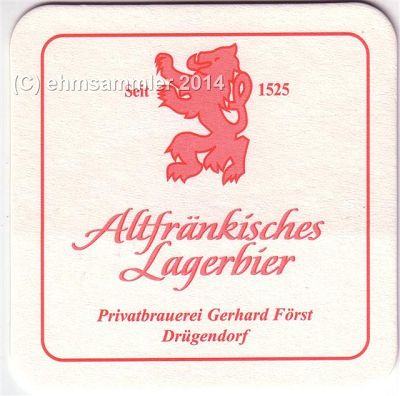 (C) ehmsammler 2014
Seit 1525
Altfränkisches
Lagerbier
Privatbrauerei Gerhard Först
Drügendorf